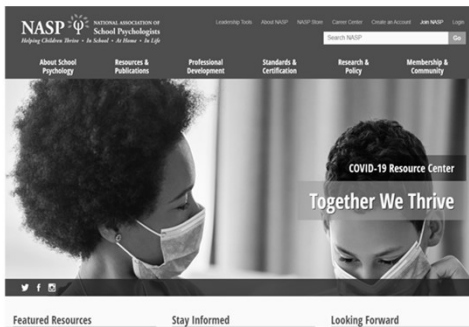 NASP NATIONAL ASSOCIATION OF
School Psychologists
Helping Children Thrive • In School • At Home • In Life
Leadership Tools About NASP NASP Store Career Center Create an Account Join NASP Login
Search NASP Go
About School Psychology
Resources & Publications
Professional Development
Standards & Certification
Research & Policy
Membership & Community
COVID-19 Resource Center
Together We Thrive
Featured Resources Stay Informed Looking Forward